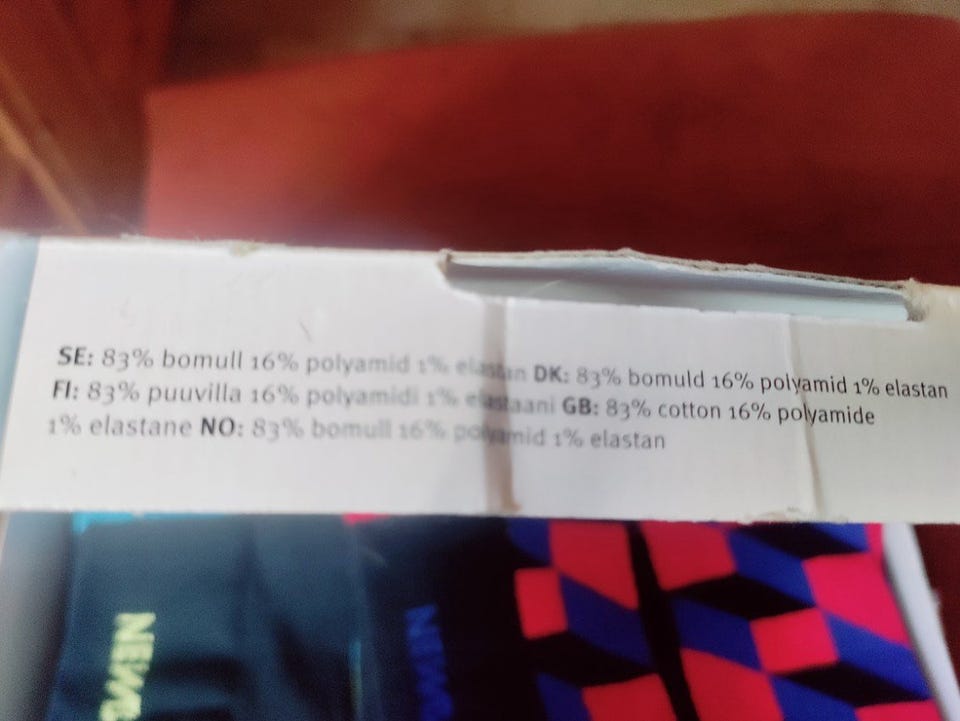 SE: 83% bomull 16% polyamid 1% elastan DK: 83% bomuld 16% polyamid 1% elastan
FI: 83% puuvilla 16% polyamidi 1% elastaani GB: 83% cotton 16% polyamide
1% elastane NO: 83% bomull 16% polyamid 1% elastan